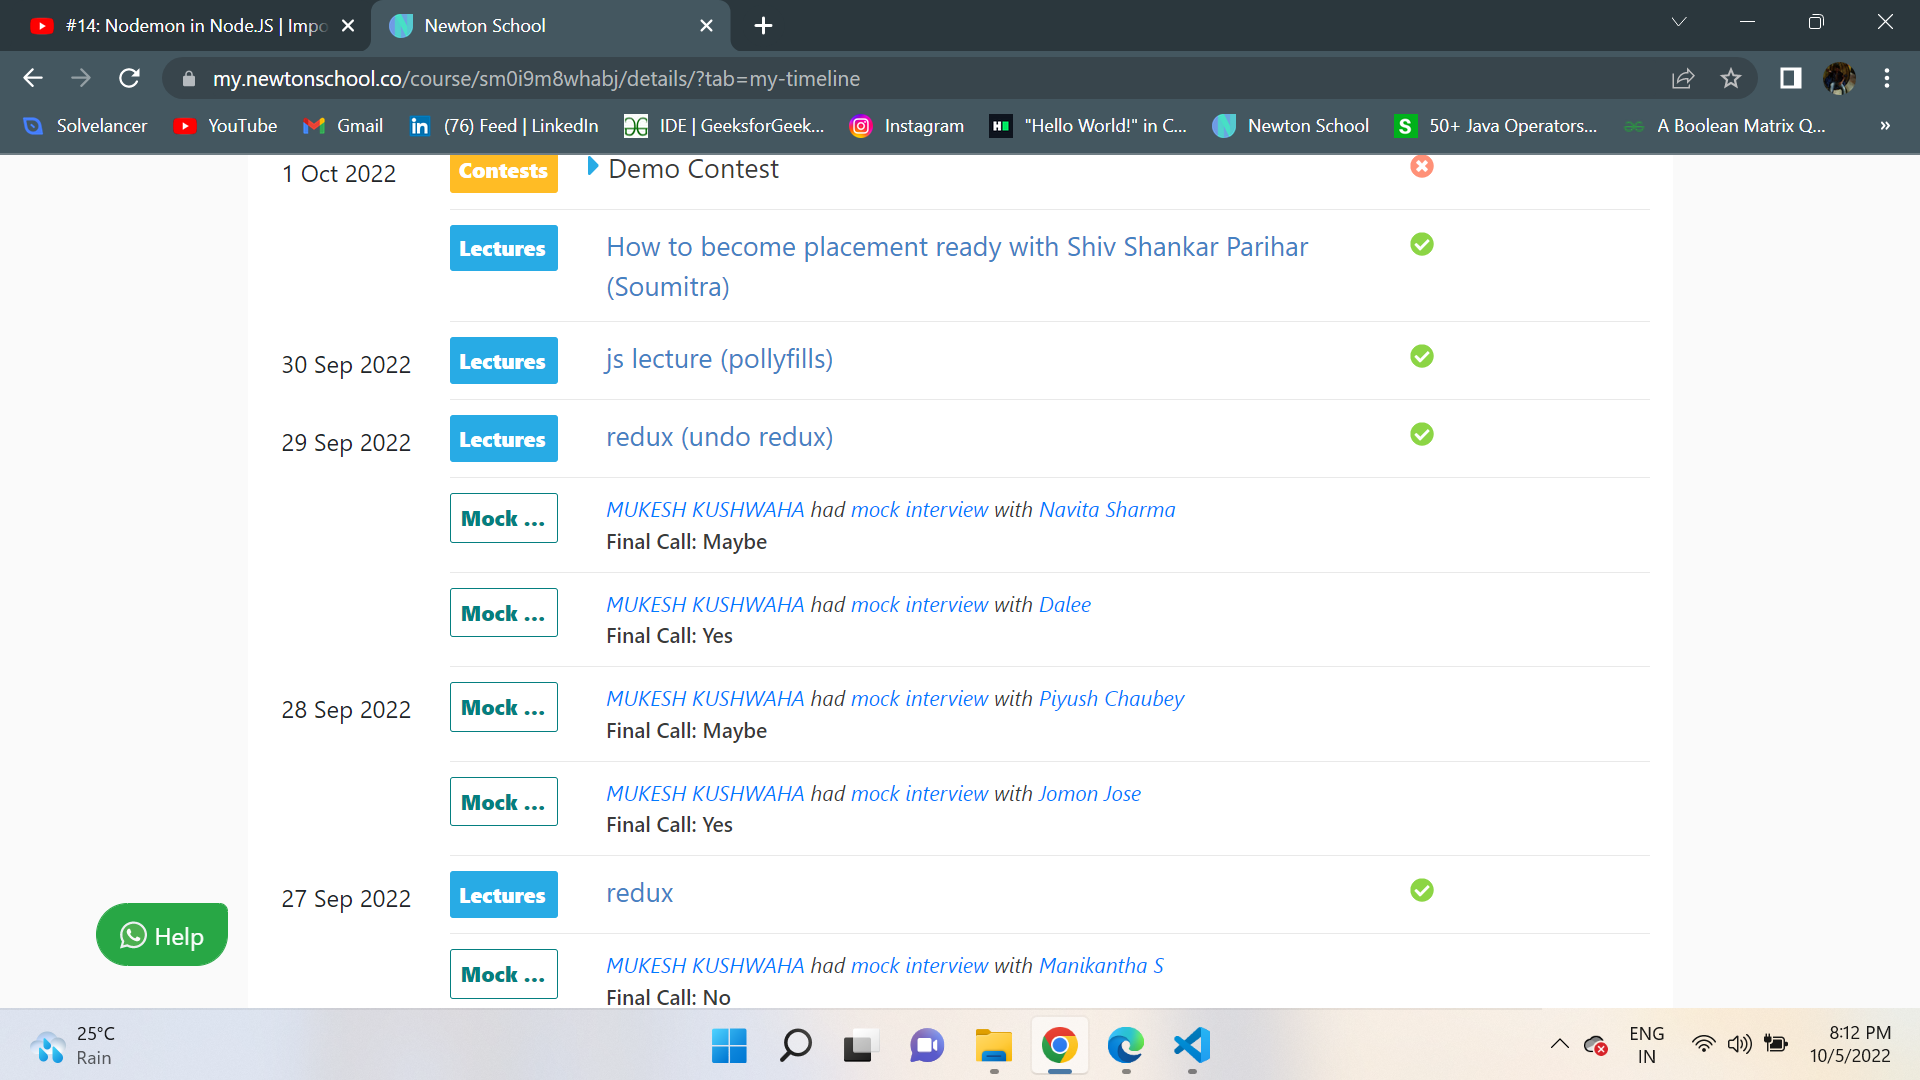 #14: Nodemon in Node.JS | Impo
Newton School
my.newtonschool.co/course/sm0i9m8whabj/details/?tab=my-timeline
Solvelancer
YouTube
Gmail
(76) Feed | LinkedIn
IDE | GeeksforGeek...
Instagram
"Hello World!" in C...
Newton School
50+ Java Operators...
A Boolean Matrix Q...
»
1 Oct 2022
Contests
Demo Contest
Lectures
How to become placement ready with Shiv Shankar Parihar
(Soumitra)
30 Sep 2022
Lectures
js lecture (pollyfills)
29 Sep 2022
Lectures
redux (undo redux)
Mock ...
MUKESH KUSHWAHA had mock interview with Navita Sharma
Final Call: Maybe
Mock ...
MUKESH KUSHWAHA had mock interview with Dalee
Final Call: Yes
28 Sep 2022
Mock ...
MUKESH KUSHWAHA had mock interview with Piyush Chaubey
Final Call: Maybe
Mock ...
MUKESH KUSHWAHA had mock interview with Jomon Jose
Final Call: Yes
27 Sep 2022
Lectures
redux
Mock ...
MUKESH KUSHWAHA had mock interview with Manikantha S
Final Call: No
Help
25°C
Rain
ENG
IN
8:12 PM
10/5/2022